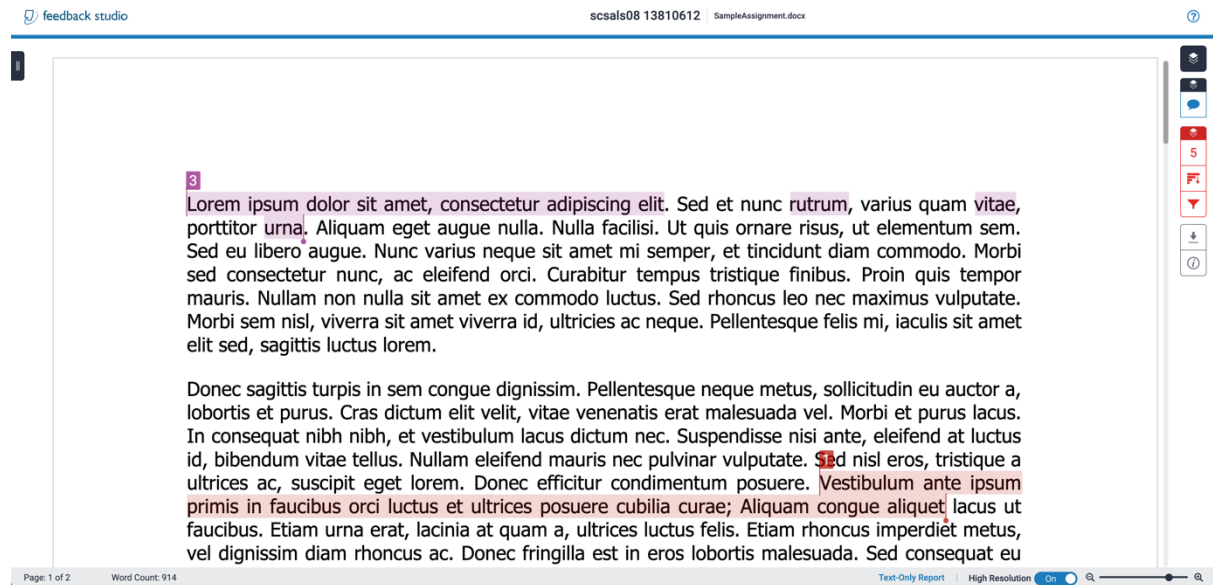 feedback studio
scsals08 13810612 SampleAssignment.docx
?
5
i
3
Lorem ipsum dolor sit amet, consectetur adipiscing elit. Sed et nunc rutrum, varius quam vitae,
porttitor urna. Aliquam eget augue nulla. Nulla facilisi. Ut quis ornare risus, ut elementum sem.
Sed eu libero augue. Nunc varius neque sit amet mi semper, et tincidunt diam commodo. Morbi
sed consectetur nunc, ac eleifend orci. Curabitur tempus tristique finibus. Proin quis tempor
mauris. Nullam non nulla sit amet ex commodo luctus. Sed rhoncus leo nec maximus vulputate.
Morbi sem nisl, viverra sit amet viverra id, ultricies ac neque. Pellentesque felis mi, iaculis sit amet
elit sed, sagittis luctus lorem.
Donec sagittis turpis in sem congue dignissim. Pellentesque neque metus, sollicitudin eu auctor a,
lobortis et purus. Cras dictum elit velit, vitae venenatis erat malesuada vel. Morbi et purus lacus.
In consequat nibh nibh, et vestibulum lacus dictum nec. Suspendisse nisi ante, eleifend at luctus
id, bibendum vitae tellus. Nullam eleifend mauris nec pulvinar vulputate. Sed nisl eros, tristique a
1
ultrices ac, suscipit eget lorem. Donec efficitur condimentum posuere. Vestibulum ante ipsum
primis in faucibus orci luctus et ultrices posuere cubilia curae; Aliquam congue aliquet lacus ut
faucibus. Etiam urna erat, lacinia at quam a, ultrices luctus felis. Etiam rhoncus imperdiet metus,
vel dignissim diam rhoncus ac. Donec fringilla est in eros lobortis malesuada. Sed consequat eu
Page: 1 of 2 Word Count: 914 Text-Only Report High Resolution On